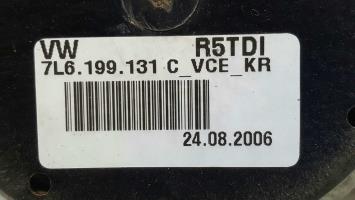 VW R5TDI
7L6.199.131 C_VCE_KR
24.08.2006